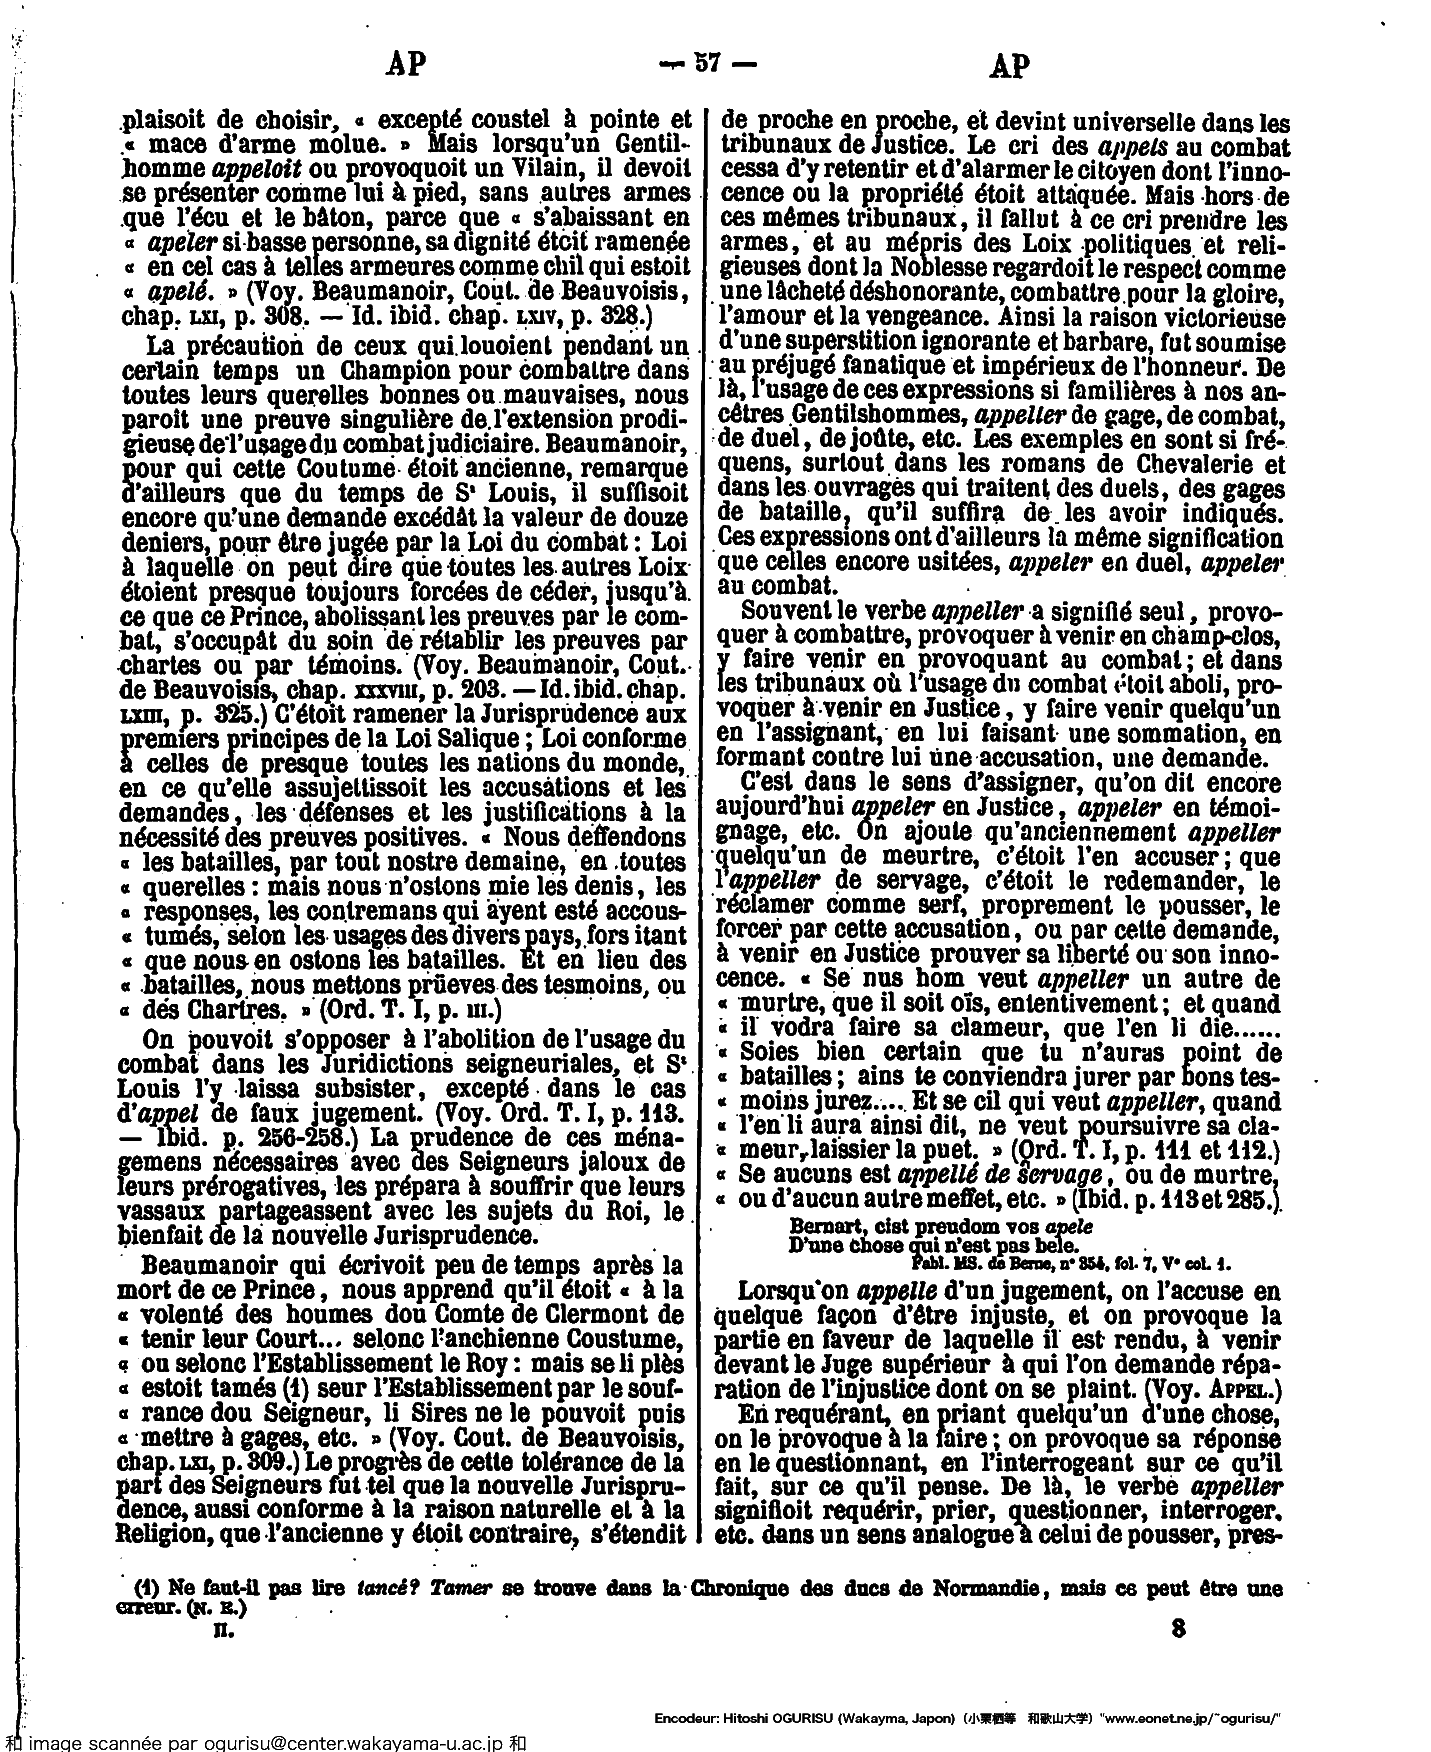 AP
— 57 —
AP
plaisoit de choisir, « excepté coustel à pointe et
« mace d'arme molue. » Mais lorsqu'un Gentil-
homme appeloit ou provoquoit un Vilain, il devoit
se présenter comme lui à pied, sans autres armes
que l'écu et le bâton, parce que « s'abaissant en
« apeler si basse personne, sa dignité étoit ramenée
« en cel cas à telles armeures comme chil qui estoit
« apelé. » (Voy. Beaumanoir, Cout. de Beauvoisis,
chap. LXI, p. 308. — Id. ibid. chap. LXIV, p. 328.)
La précaution de ceux qui louoient pendant un
certain temps un Champion pour combattre dans
toutes leurs querelles bonnes ou mauvaises, nous
paroît une preuve singulière de l'extension prodi-
gieuse de l'usage du combat judiciaire. Beaumanoir,
pour qui cette Coutume étoit ancienne, remarque
d'ailleurs que du temps de St Louis, il suffisoit
encore qu'une demande excédât la valeur de douze
deniers, pour être jugée par la Loi du combat : Loi
à laquelle on peut dire que toutes les autres Loix
étoient presque toujours forcées de céder, jusqu'à
ce que ce Prince, abolissant les preuves par le com-
bat, s'occupât du soin de rétablir les preuves par
chartes ou par témoins. (Voy. Beaumanoir, Cout.
de Beauvoisis, chap. XXXVIII, p. 203. — Id. ibid. chap.
LXIII, p. 325.) C'étoit ramener la Jurisprudence aux
premiers principes de la Loi Salique ; Loi conforme
à celles de presque toutes les nations du monde,
en ce qu'elle assujettissoit les accusations et les
demandes, les défenses et les justifications à la
nécessité des preuves positives. « Nous deffendons
« les batailles, par tout nostre demaine, en toutes
« querelles : mais nous n'ostons mie les denis, les
« responses, les contremans qui ayent esté accous-
« tumés, selon les usages des divers pays, fors itant
« que nous en ostons les batailles. Et en lieu des
« batailles, nous mettons prüeves des tesmoins, ou
« des Chartres. » (Ord. T. I, p. III.)
On pouvoit s'opposer à l'abolition de l'usage du
combat dans les Juridictions seigneuriales, et St
Louis l'y laissa subsister, excepté dans le cas
d'appel de faux jugement. (Voy. Ord. T. I, p. 113.
— Ibid. p. 256-258.) La prudence de ces ména-
gemens nécessaires avec des Seigneurs jaloux de
leurs prérogatives, les prépara à souffrir que leurs
vassaux partageassent avec les sujets du Roi, le
bienfait de la nouvelle Jurisprudence.
Beaumanoir qui écrivoit peu de temps après la
mort de ce Prince, nous apprend qu'il étoit « à la
« volenté des houmes dou Comte de Clermont de
« tenir leur Court... selonc l'anchienne Coustume,
« ou selonc l'Establissement le Roy : mais se li plès
« estoit tamés (1) seur l'Establissement par le souf-
« rance dou Seigneur, li Sires ne le pouvoit puis
« mettre à gages, etc. » (Voy. Cout. de Beauvoisis,
chap. LXI, p. 309.) Le progrès de cette tolérance de la
part des Seigneurs fut tel que la nouvelle Jurispru-
dence, aussi conforme à la raison naturelle et à la
Religion, que l'ancienne y étoit contraire, s'étendit
de proche en proche, et devint universelle dans les
tribunaux de Justice. Le cri des appels au combat
cessa d'y retentir et d'alarmer le citoyen dont l'inno-
cence ou la propriété étoit attaquée. Mais hors de
ces mêmes tribunaux, il fallut à ce cri prendre les
armes, et au mépris des Loix politiques et reli-
gieuses dont la Noblesse regardoit le respect comme
une lâcheté déshonorante, combattre pour la gloire,
l'amour et la vengeance. Ainsi la raison victorieuse
d'une superstition ignorante et barbare, fut soumise
au préjugé fanatique et impérieux de l'honneur. De
là, l'usage de ces expressions si familières à nos an-
cêtres Gentilshommes, appeller de gage, de combat,
de duel, de joûte, etc. Les exemples en sont si fré-
quens, surtout dans les romans de Chevalerie et
dans les ouvrages qui traitent des duels, des gages
de bataille, qu'il suffira de les avoir indiqués.
Ces expressions ont d'ailleurs la même signification
que celles encore usitées, appeler en duel, appeler
au combat.
Souvent le verbe appeller a signifié seul, provo-
quer à combattre, provoquer à venir en champ-clos,
y faire venir en provoquant au combat ; et dans
les tribunaux où l'usage du combat étoit aboli, pro-
voquer à venir en Justice, y faire venir quelqu'un
en l'assignant, en lui faisant une sommation, en
formant contre lui une accusation, une demande.
C'est dans le sens d'assigner, qu'on dit encore
aujourd'hui appeler en Justice, appeler en témoi-
gnage, etc. On ajoute qu'anciennement appeller
quelqu'un de meurtre, c'étoit l'en accuser ; que
l'appeller de servage, c'étoit le redemander, le
réclamer comme serf, proprement le pousser, le
forcer par cette accusation, ou par cette demande,
à venir en Justice prouver sa liberté ou son inno-
cence. « Se nus hom veut appeller un autre de
« murtre, que il soit oïs, ententivement ; et quand
« il vodra faire sa clameur, que l'en li die......
« Soies bien certain que tu n'auras point de
« batailles ; ains te conviendra jurer par bons tes-
« moins jurez.... Et se cil qui veut appeller, quand
« l'en li aura ainsi dit, ne veut poursuivre sa cla-
« meur, laissier la puet. » (Ord. T. I, p. 111 et 112.)
« Se aucuns est appellé de servage, ou de murtre,
« ou d'aucun autre meffet, etc. » (Ibid. p. 113 et 285.)
Bernart, cist preudom vos apele
D'une chose qui n'est pas bele.
Fabl. MS. de Berne, n° 354, fol. 7, V° col. 1.
Lorsqu'on appelle d'un jugement, on l'accuse en
quelque façon d'être injuste, et on provoque la
partie en faveur de laquelle il est rendu, à venir
devant le Juge supérieur à qui l'on demande répa-
ration de l'injustice dont on se plaint. (Voy. APPEL.)
En requérant, en priant quelqu'un d'une chose,
on le provoque à la faire ; on provoque sa réponse
en le questionnant, en l'interrogeant sur ce qu'il
fait, sur ce qu'il pense. De là, le verbe appeller
signifioit requérir, prier, questionner, interroger.
etc. dans un sens analogue à celui de pousser, pres-
(1) Ne faut-il pas lire tancé? Tamer se trouve dans la Chronique des ducs de Normandie, mais ce peut être une
erreur. (N. E.)
II.
8
Encodeur: Hitoshi OGURISU (Wakayma, Japon) (小栗栖等 和歌山大学) "www.eonet.ne.jp/~ogurisu/"
和 image scannée par ogurisu@center.wakayama-u.ac.jp 和